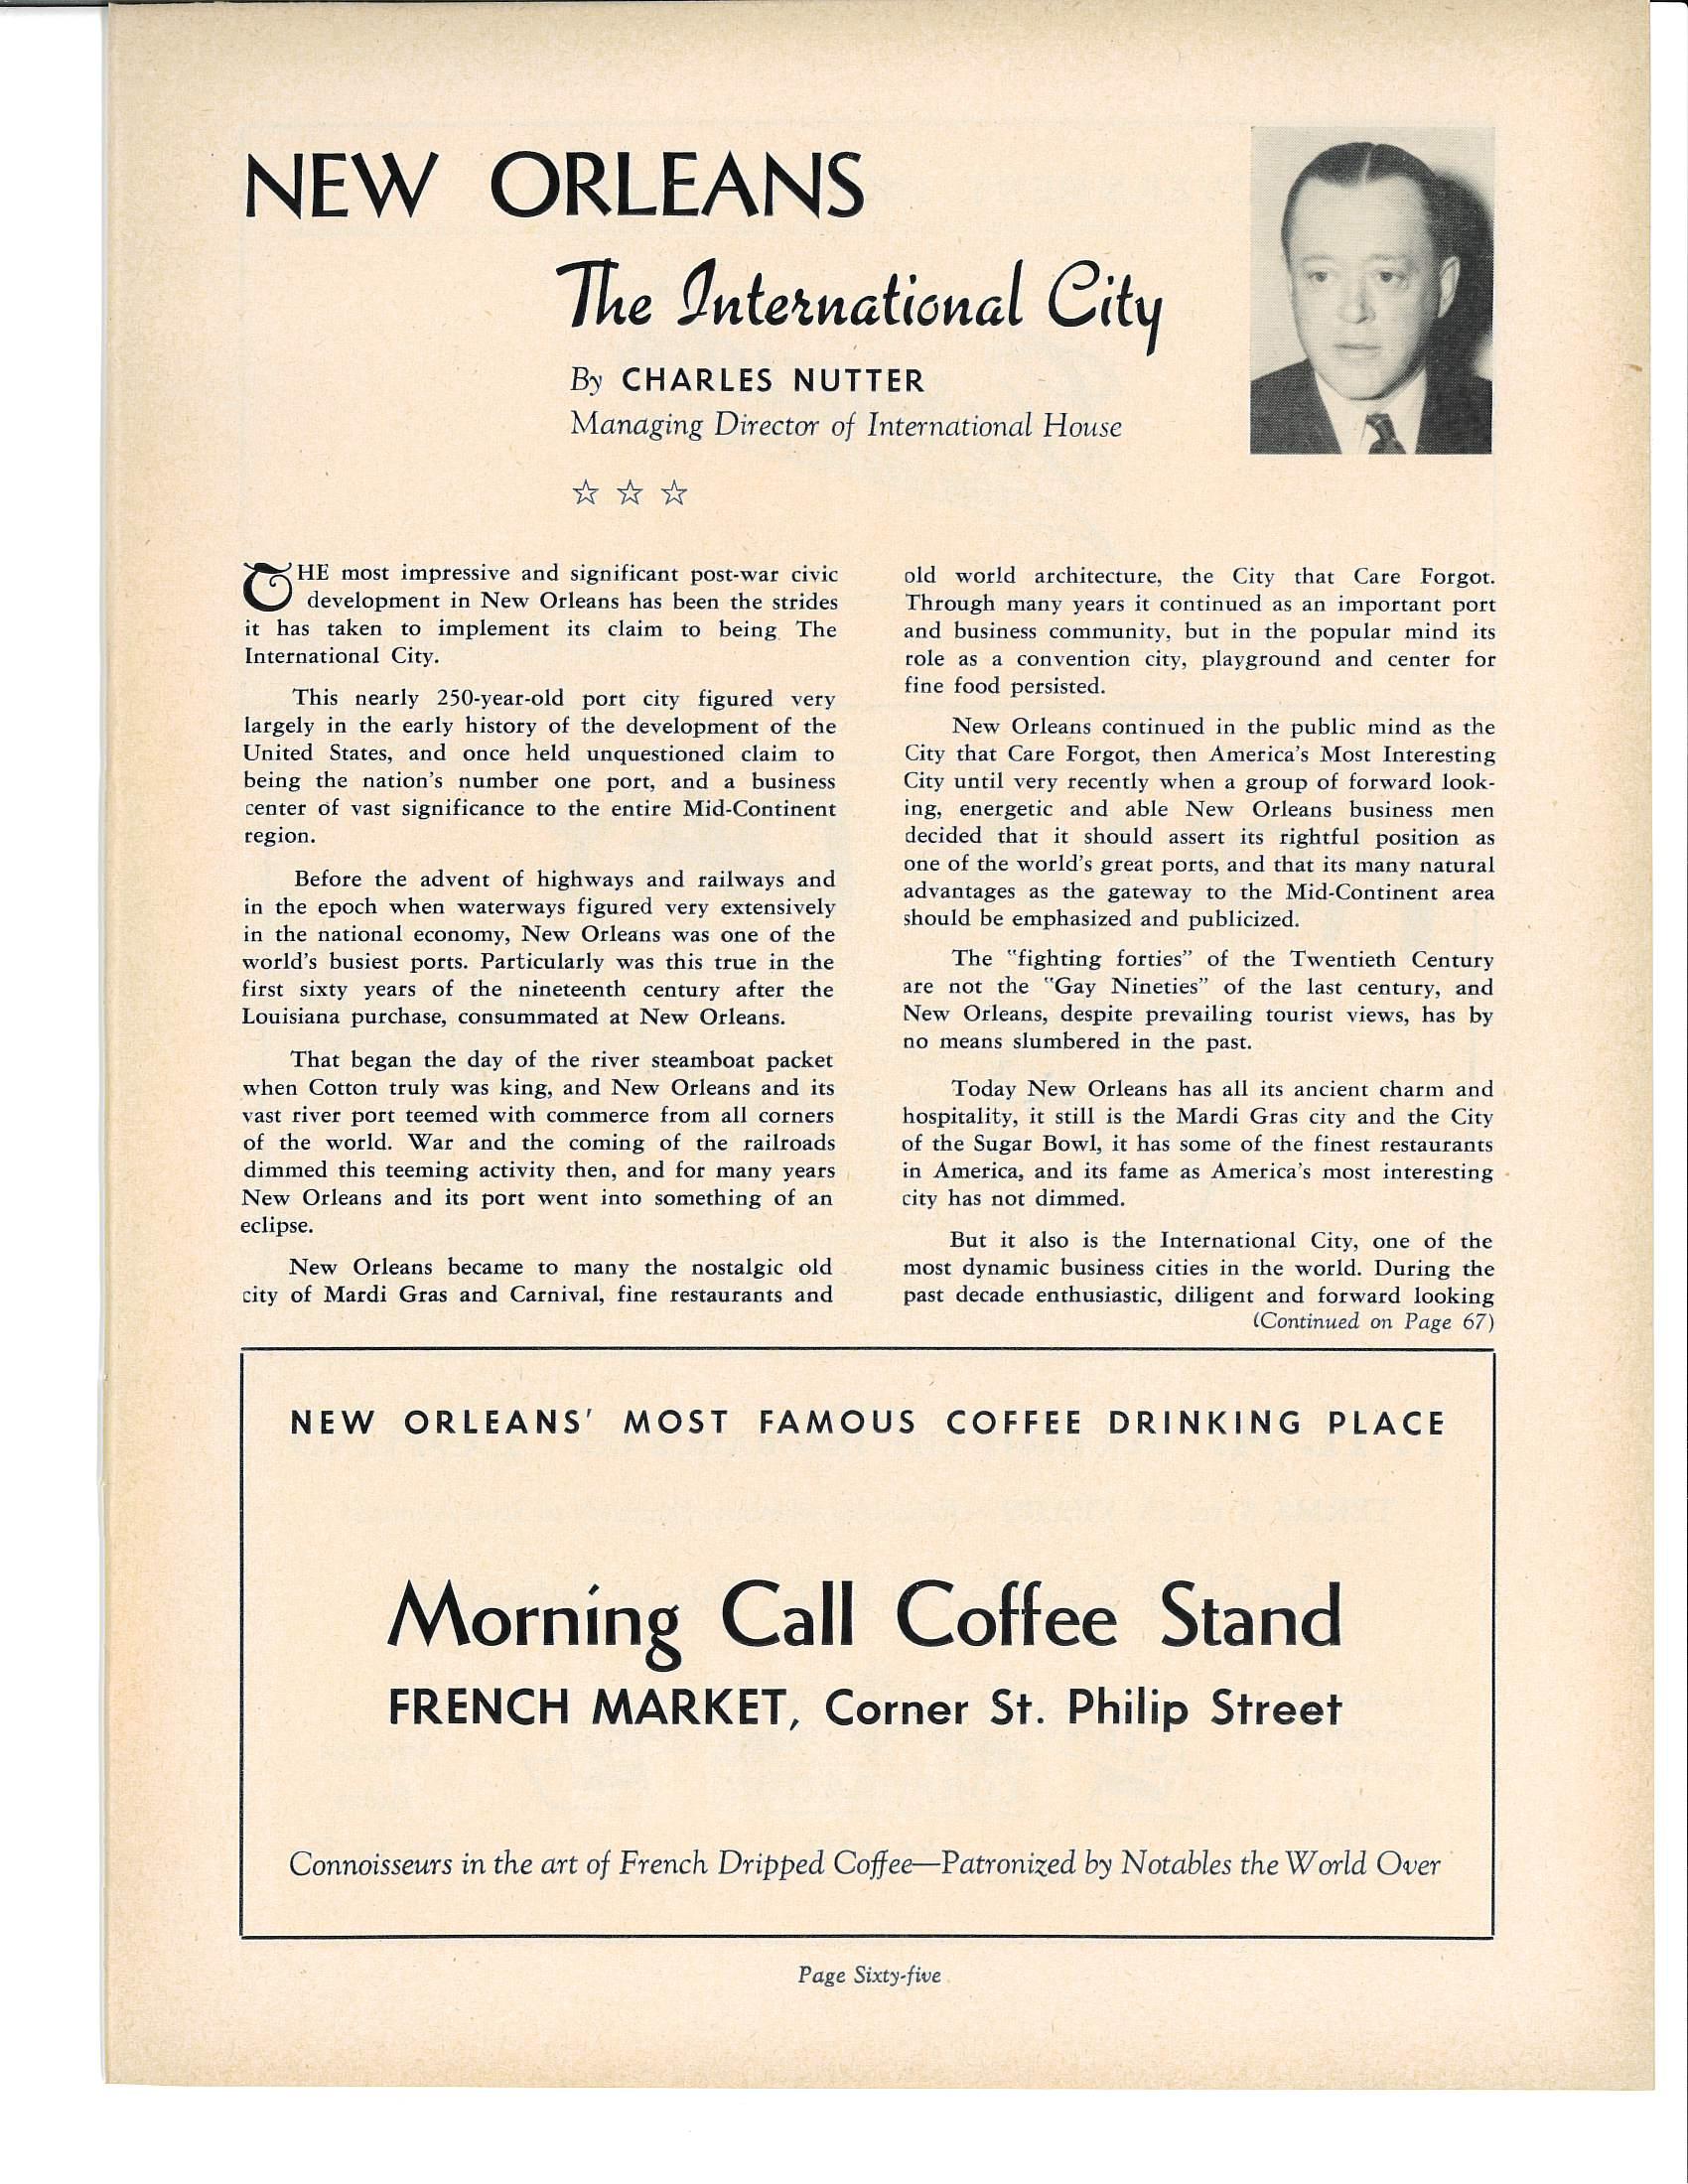 NEW ORLEANS
The International City
By CHARLES NUTTER
Managing Director of International House
☆ ☆ ☆
THE most impressive and significant post-war civic
development in New Orleans has been the strides
it has taken to implement its claim to being The
International City.
This nearly 250-year-old port city figured very
largely in the early history of the development of the
United States, and once held unquestioned claim to
being the nation's number one port, and a business
center of vast significance to the entire Mid-Continent
region.
Before the advent of highways and railways and
in the epoch when waterways figured very extensively
in the national economy, New Orleans was one of the
world's busiest ports. Particularly was this true in the
first sixty years of the nineteenth century after the
Louisiana purchase, consummated at New Orleans.
That began the day of the river steamboat packet
when Cotton truly was king, and New Orleans and its
vast river port teemed with commerce from all corners
of the world. War and the coming of the railroads
dimmed this teeming activity then, and for many years
New Orleans and its port went into something of an
eclipse.
New Orleans became to many the nostalgic old
city of Mardi Gras and Carnival, fine restaurants and
old world architecture, the City that Care Forgot.
Through many years it continued as an important port
and business community, but in the popular mind its
role as a convention city, playground and center for
fine food persisted.
New Orleans continued in the public mind as the
City that Care Forgot, then America's Most Interesting
City until very recently when a group of forward look-
ing, energetic and able New Orleans business men
decided that it should assert its rightful position as
one of the world's great ports, and that its many natural
advantages as the gateway to the Mid-Continent area
should be emphasized and publicized.
The "fighting forties" of the Twentieth Century
are not the "Gay Nineties" of the last century, and
New Orleans, despite prevailing tourist views, has by
no means slumbered in the past.
Today New Orleans has all its ancient charm and
hospitality, it still is the Mardi Gras city and the City
of the Sugar Bowl, it has some of the finest restaurants
in America, and its fame as America's most interesting
city has not dimmed.
But it also is the International City, one of the
most dynamic business cities in the world. During the
past decade enthusiastic, diligent and forward looking
(Continued on Page 67)
NEW ORLEANS' MOST FAMOUS COFFEE DRINKING PLACE
Morning Call Coffee Stand
FRENCH MARKET, Corner St. Philip Street
Connoisseurs in the art of French Dripped Coffee—Patronized by Notables the World Over
Page Sixty-five